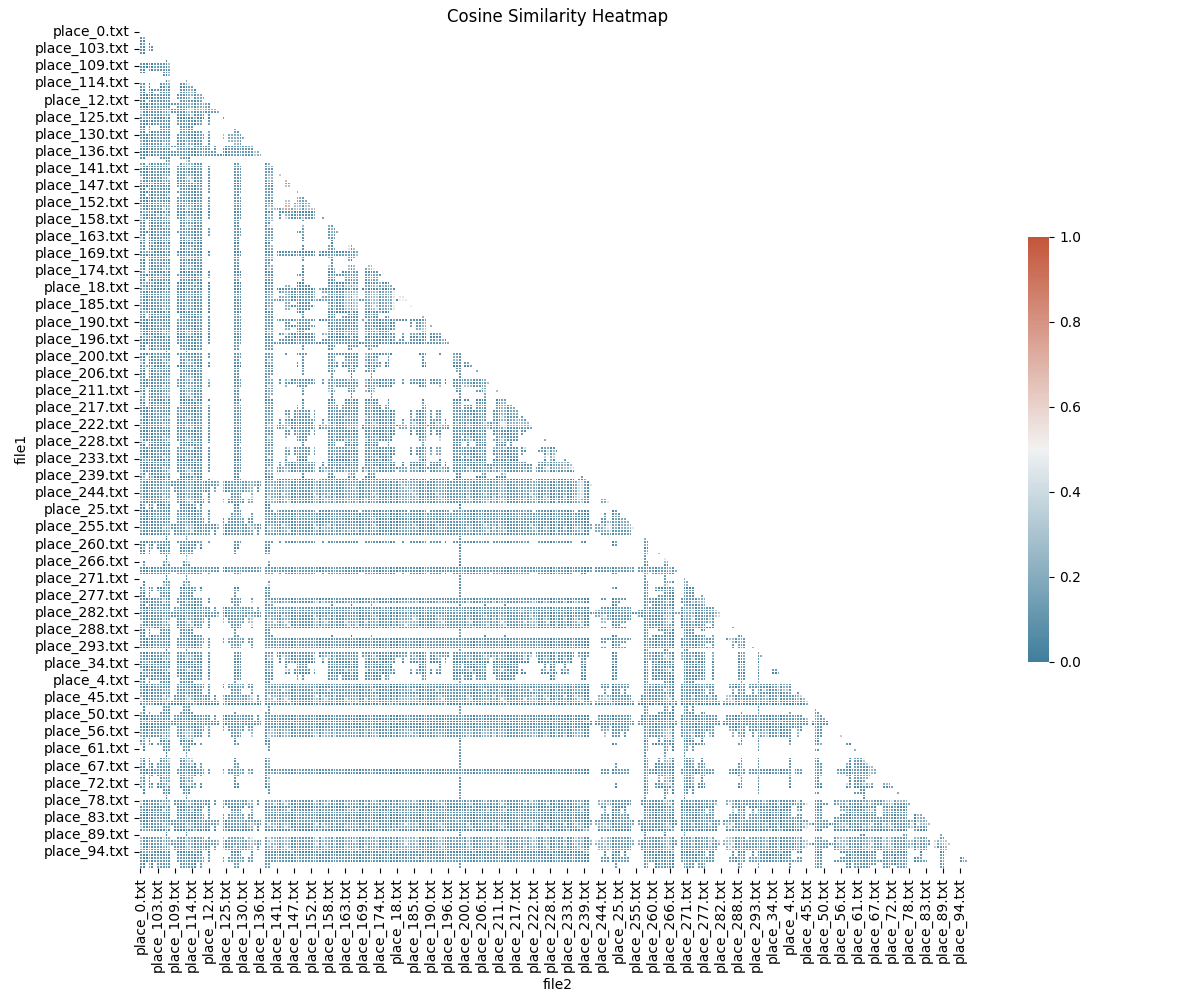 Cosine Similarity Heatmap
place_0.txt
place_103.txt
place_109.txt
place_114.txt
place_12.txt
place_125.txt
place_130.txt
place_136.txt
place_141.txt
place_147.txt
place_152.txt
place_158.txt
place_163.txt
place_169.txt
place_174.txt
place_18.txt
place_185.txt
place_190.txt
place_196.txt
place_200.txt
place_206.txt
place_211.txt
place_217.txt
place_222.txt
place_228.txt
place_233.txt
place_239.txt
place_244.txt
place_25.txt
place_255.txt
place_260.txt
place_266.txt
place_271.txt
place_277.txt
place_282.txt
place_288.txt
place_293.txt
place_34.txt
place_4.txt
place_45.txt
place_50.txt
place_56.txt
place_61.txt
place_67.txt
place_72.txt
place_78.txt
place_83.txt
place_89.txt
place_94.txt
file1
place_0.txt
place_103.txt
place_109.txt
place_114.txt
place_12.txt
place_125.txt
place_130.txt
place_136.txt
place_141.txt
place_147.txt
place_152.txt
place_158.txt
place_163.txt
place_169.txt
place_174.txt
place_18.txt
place_185.txt
place_190.txt
place_196.txt
place_200.txt
place_206.txt
place_211.txt
place_217.txt
place_222.txt
place_228.txt
place_233.txt
place_239.txt
place_244.txt
place_25.txt
place_255.txt
place_260.txt
place_266.txt
place_271.txt
place_277.txt
place_282.txt
place_288.txt
place_293.txt
place_34.txt
place_4.txt
place_45.txt
place_50.txt
place_56.txt
place_61.txt
place_67.txt
place_72.txt
place_78.txt
place_83.txt
place_89.txt
place_94.txt
file2
1.0
0.8
0.6
0.4
0.2
0.0